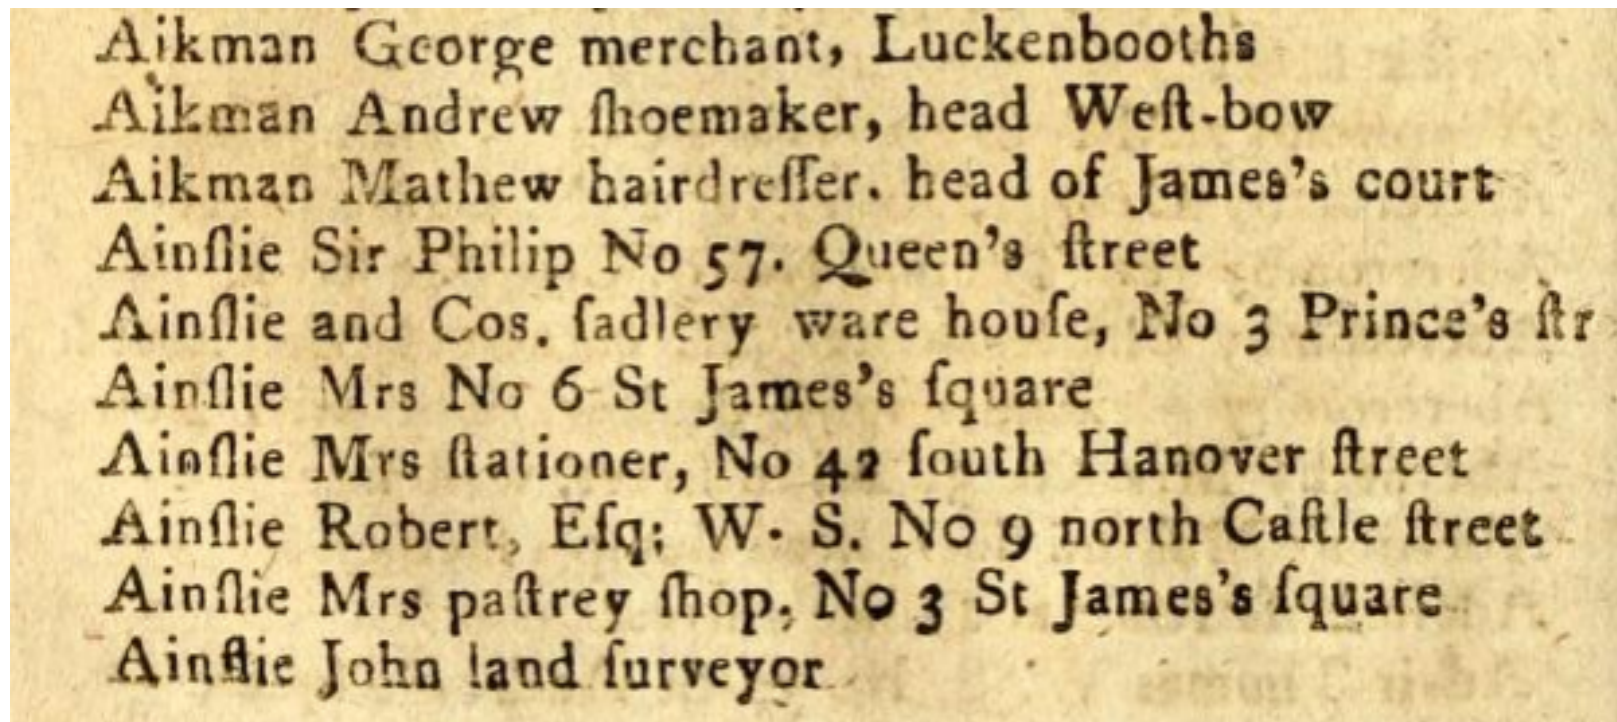 Aikman George merchant, Luckenbooths
Aikman Andrew ſhoemaker, head Weſt-bow
Aikman Mathew hairdreſſer. head of James's court
Ainſlie Sir Philip No 57. Queen's ſtreet
Ainſlie and Cos. ſadlery ware houſe, No 3 Prince's ſtr
Ainſlie Mrs No 6 St James's ſquare
Ainſlie Mrs ſtationer, No 42 ſouth Hanover ſtreet
Ainſlie Robert, Eſq; W. S. No 9 north Caſtle ſtreet
Ainſlie Mrs paſtrey ſhop, No 3 St James's ſquare
Ainſlie John land ſurveyor